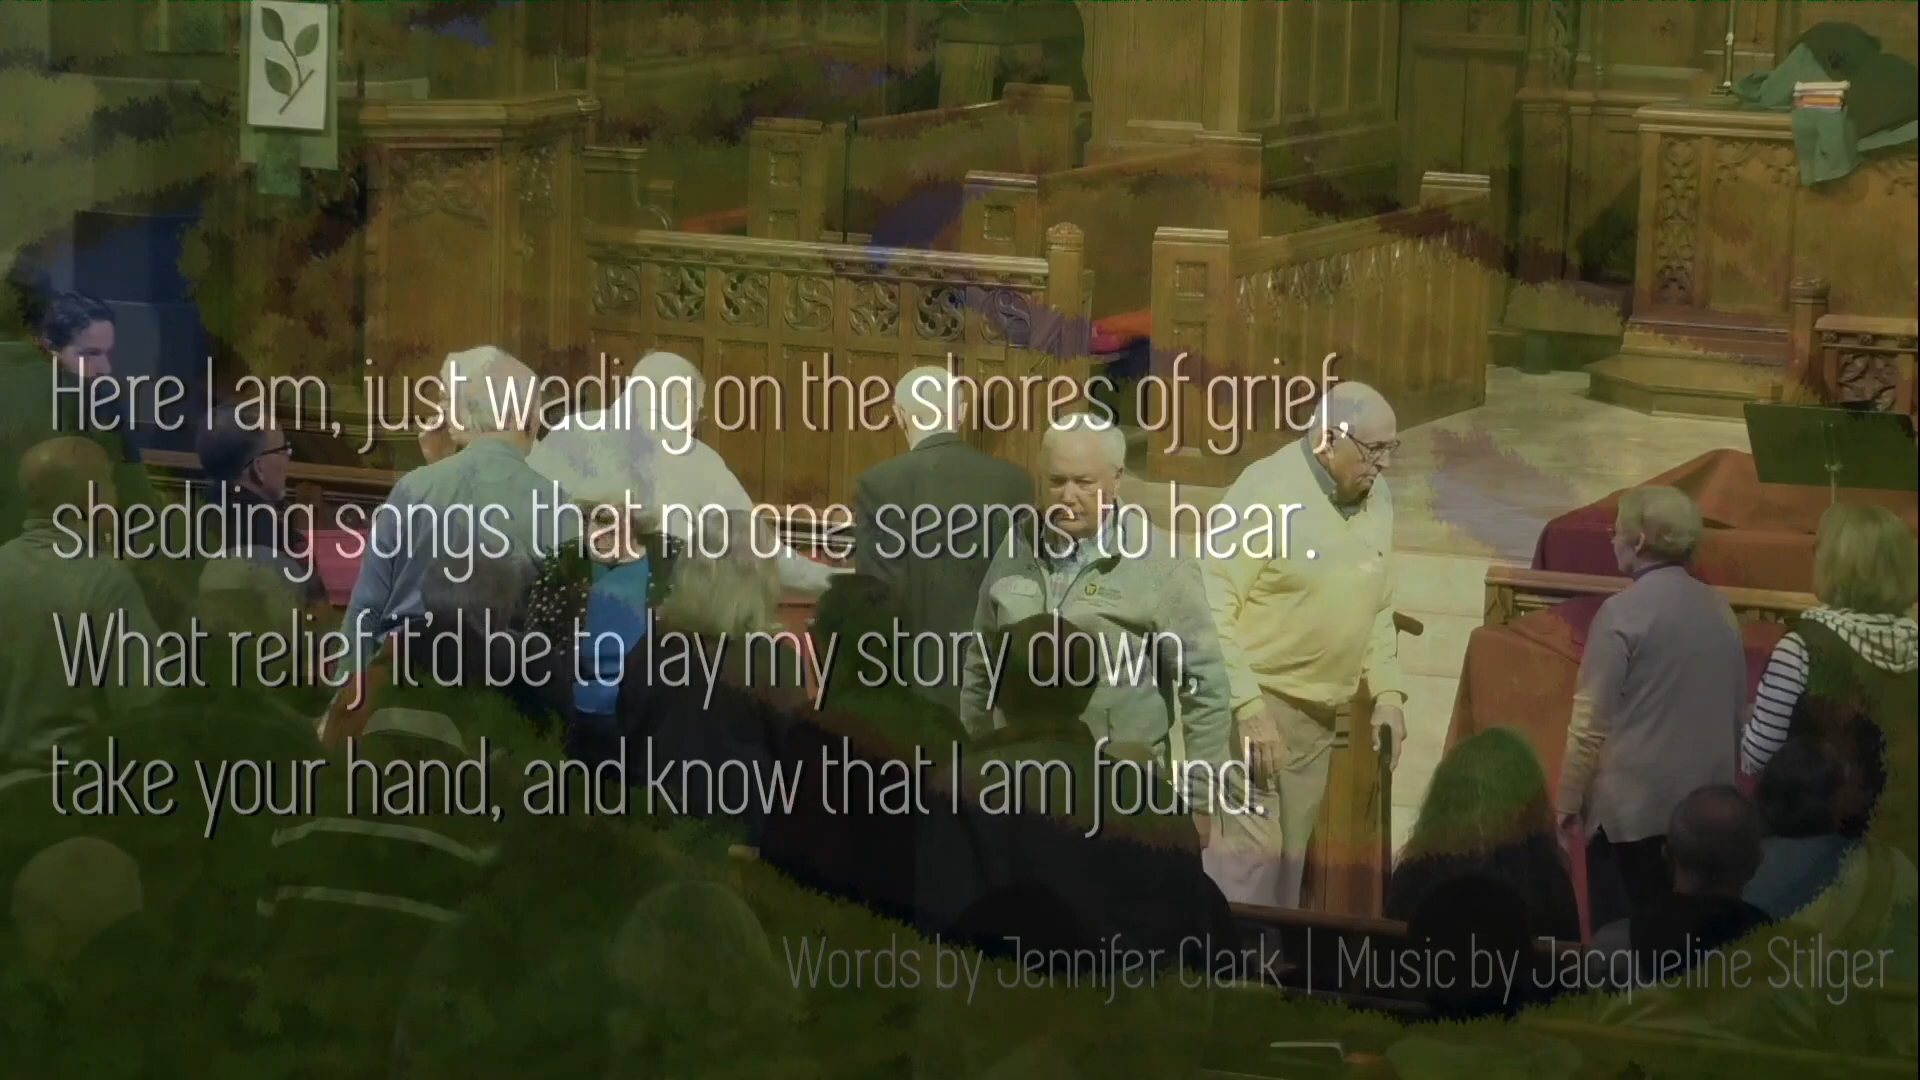 Here I am, just wading on the shores of grief,
shedding songs that no one seems to hear.
What relief it'd be to lay my story down,
take your hand, and know that I am found.
Words by Jennifer Clark | Music by Jacqueline Stilger